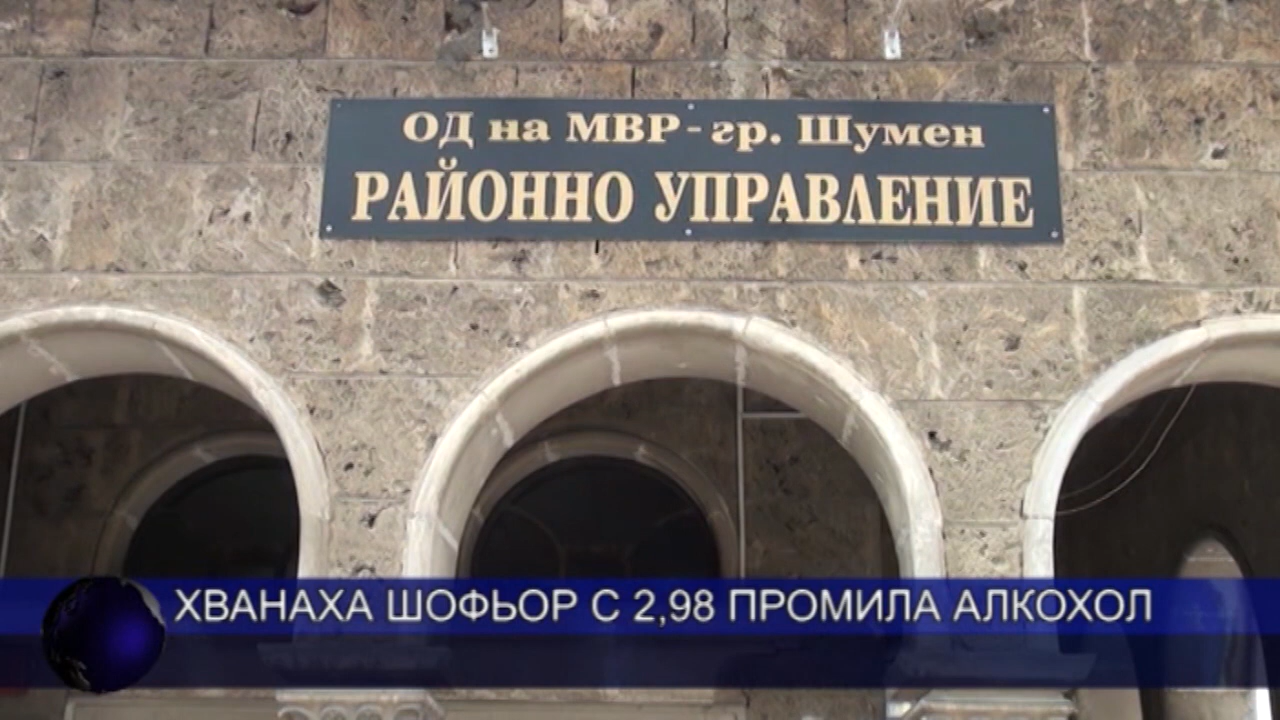 ОД на МВР - гр. Шумен
РАЙОННО УПРАВЛЕНИЕ
ХВАНАХА ШОФЬОР С 2,98 ПРОМИЛА АЛКОХОЛ